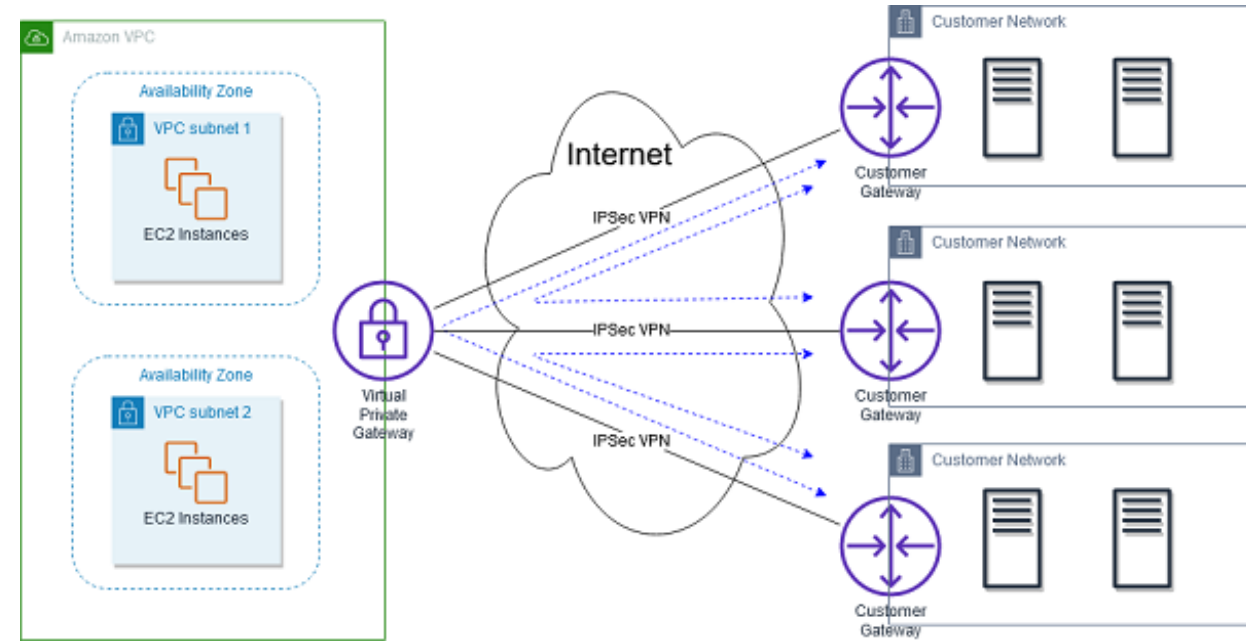 Amazon VPC
Availability Zone
VPC subnet 1
EC2 Instances
Availability Zone
VPC subnet 2
EC2 Instances
Virtual
Private
Gateway
Internet
IPSec VPN
IPSec VPN
IPSec VPN
Customer Network
Customer
Gateway
Customer Network
Customer
Gateway
Customer Network
Customer
Gateway